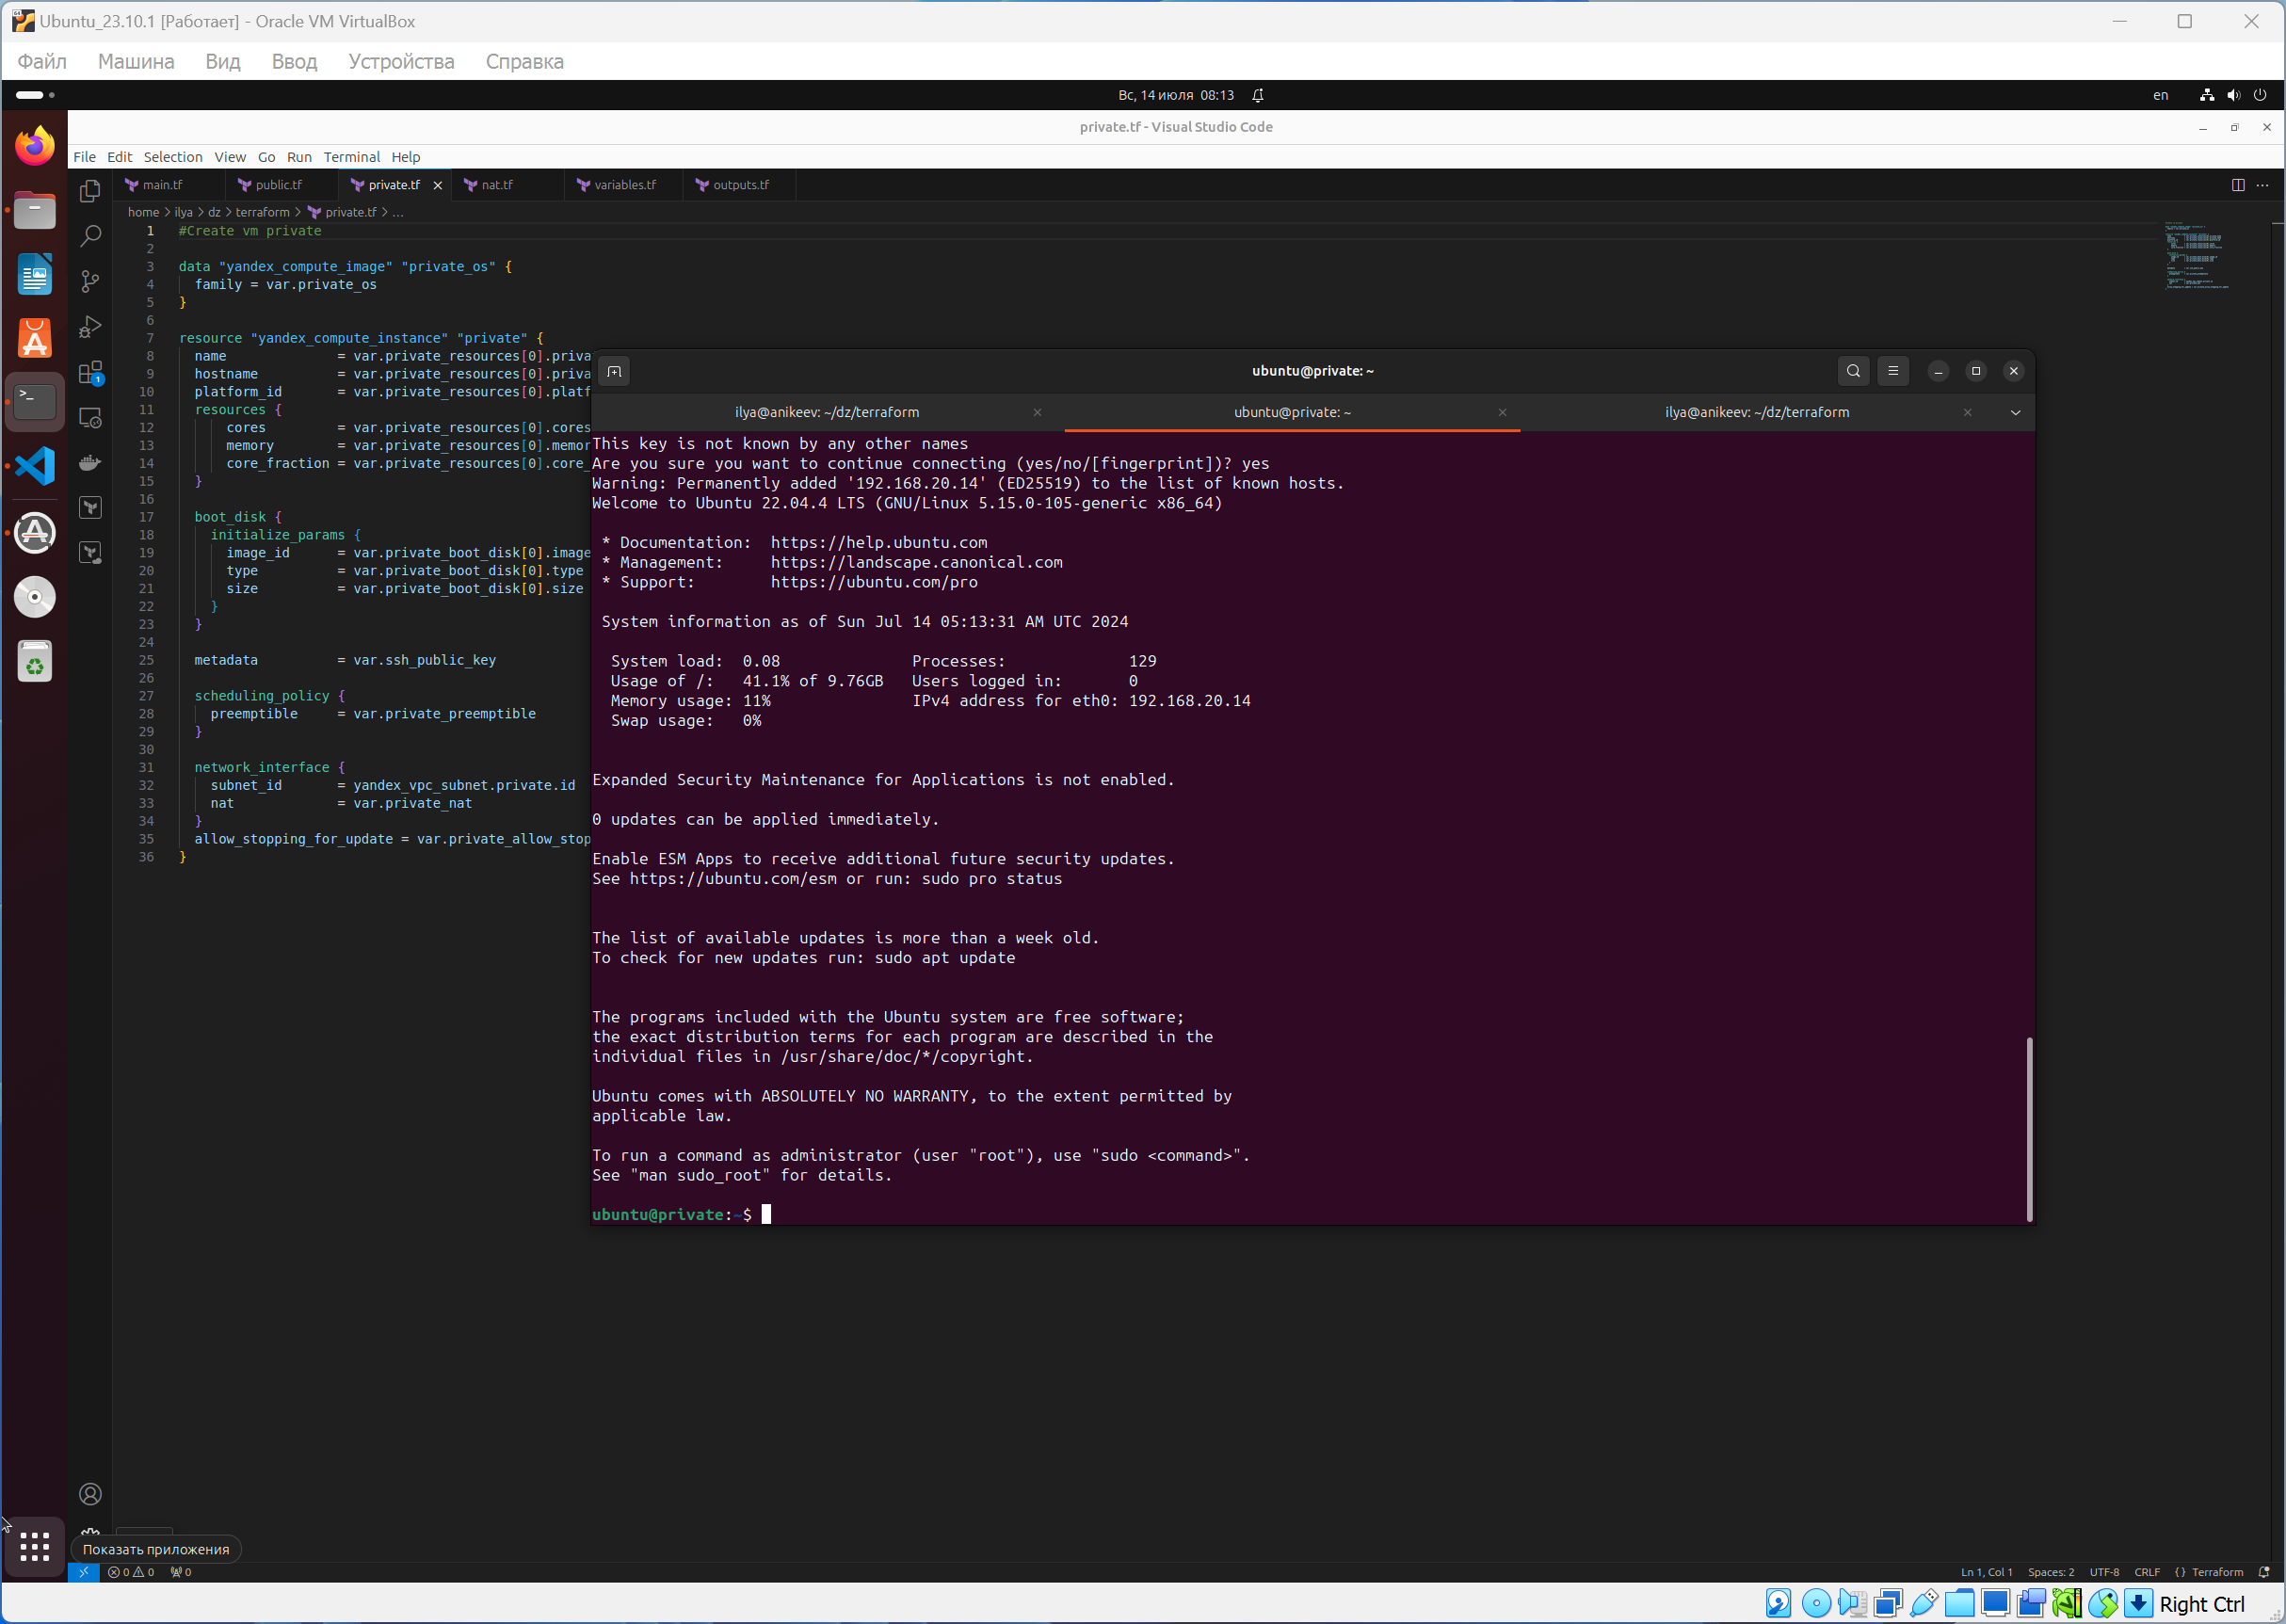 Ubuntu_23.10.1 [Работает] - Oracle VM VirtualBox
Файл Машина Вид Ввод Устройства Справка
Вс, 14 июля 08:13
en
private.tf - Visual Studio Code
File Edit Selection View Go Run Terminal Help
main.tf public.tf private.tf nat.tf variables.tf outputs.tf
home > ilya > dz > terraform > private.tf > ...
1 #Create vm private
2
3 data "yandex_compute_image" "private_os" {
4 family = var.private_os
5 }
6
7 resource "yandex_compute_instance" "private" {
8 name = var.private_resources[0].priva
9 hostname = var.private_resources[0].priva
10 platform_id = var.private_resources[0].platf
11 resources {
12 cores = var.private_resources[0].cores
13 memory = var.private_resources[0].memor
14 core_fraction = var.private_resources[0].core_
15 }
16
17 boot_disk {
18 initialize_params {
19 image_id = var.private_boot_disk[0].image
20 type = var.private_boot_disk[0].type
21 size = var.private_boot_disk[0].size
22 }
23 }
24
25 metadata = var.ssh_public_key
26
27 scheduling_policy {
28 preemptible = var.private_preemptible
29 }
30
31 network_interface {
32 subnet_id = yandex_vpc_subnet.private.id
33 nat = var.private_nat
34 }
35 allow_stopping_for_update = var.private_allow_stop
36 }
ubuntu@private: ~
ilya@anikeev: ~/dz/terraform ubuntu@private: ~ ilya@anikeev: ~/dz/terraform
This key is not known by any other names
Are you sure you want to continue connecting (yes/no/[fingerprint])? yes
Warning: Permanently added '192.168.20.14' (ED25519) to the list of known hosts.
Welcome to Ubuntu 22.04.4 LTS (GNU/Linux 5.15.0-105-generic x86_64)
* Documentation: https://help.ubuntu.com
* Management: https://landscape.canonical.com
* Support: https://ubuntu.com/pro
System information as of Sun Jul 14 05:13:31 AM UTC 2024
System load: 0.08 Processes: 129
Usage of /: 41.1% of 9.76GB Users logged in: 0
Memory usage: 11% IPv4 address for eth0: 192.168.20.14
Swap usage: 0%
Expanded Security Maintenance for Applications is not enabled.
0 updates can be applied immediately.
Enable ESM Apps to receive additional future security updates.
See https://ubuntu.com/esm or run: sudo pro status
The list of available updates is more than a week old.
To check for new updates run: sudo apt update
The programs included with the Ubuntu system are free software;
the exact distribution terms for each program are described in the
individual files in /usr/share/doc/*/copyright.
Ubuntu comes with ABSOLUTELY NO WARRANTY, to the extent permitted by
applicable law.
To run a command as administrator (user "root"), use "sudo <command>".
See "man sudo_root" for details.
ubuntu@private:~$
Показать приложения
0 0 0
Ln 1, Col 1 Spaces: 2 UTF-8 CRLF {} Terraform
Right Ctrl